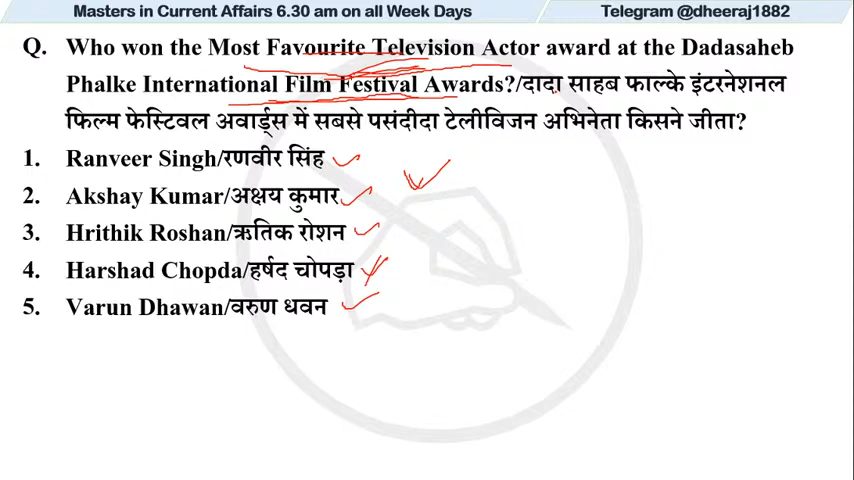 Masters in Current Affairs 6.30 am on all Week Days Telegram @dheeraj1882
Q. Who won the Most Favourite Television Actor award at the Dadasaheb
Phalke International Film Festival Awards?/दादा साहब फाल्के इंटरनेशनल
फिल्म फेस्टिवल अवार्ड्स में सबसे पसंदीदा टेलीविजन अभिनेता किसने जीता?
1. Ranveer Singh/रणवीर सिंह
2. Akshay Kumar/अक्षय कुमार
3. Hrithik Roshan/ऋतिक रोशन
4. Harshad Chopda/हर्षद चोपड़ा
5. Varun Dhawan/वरुण धवन